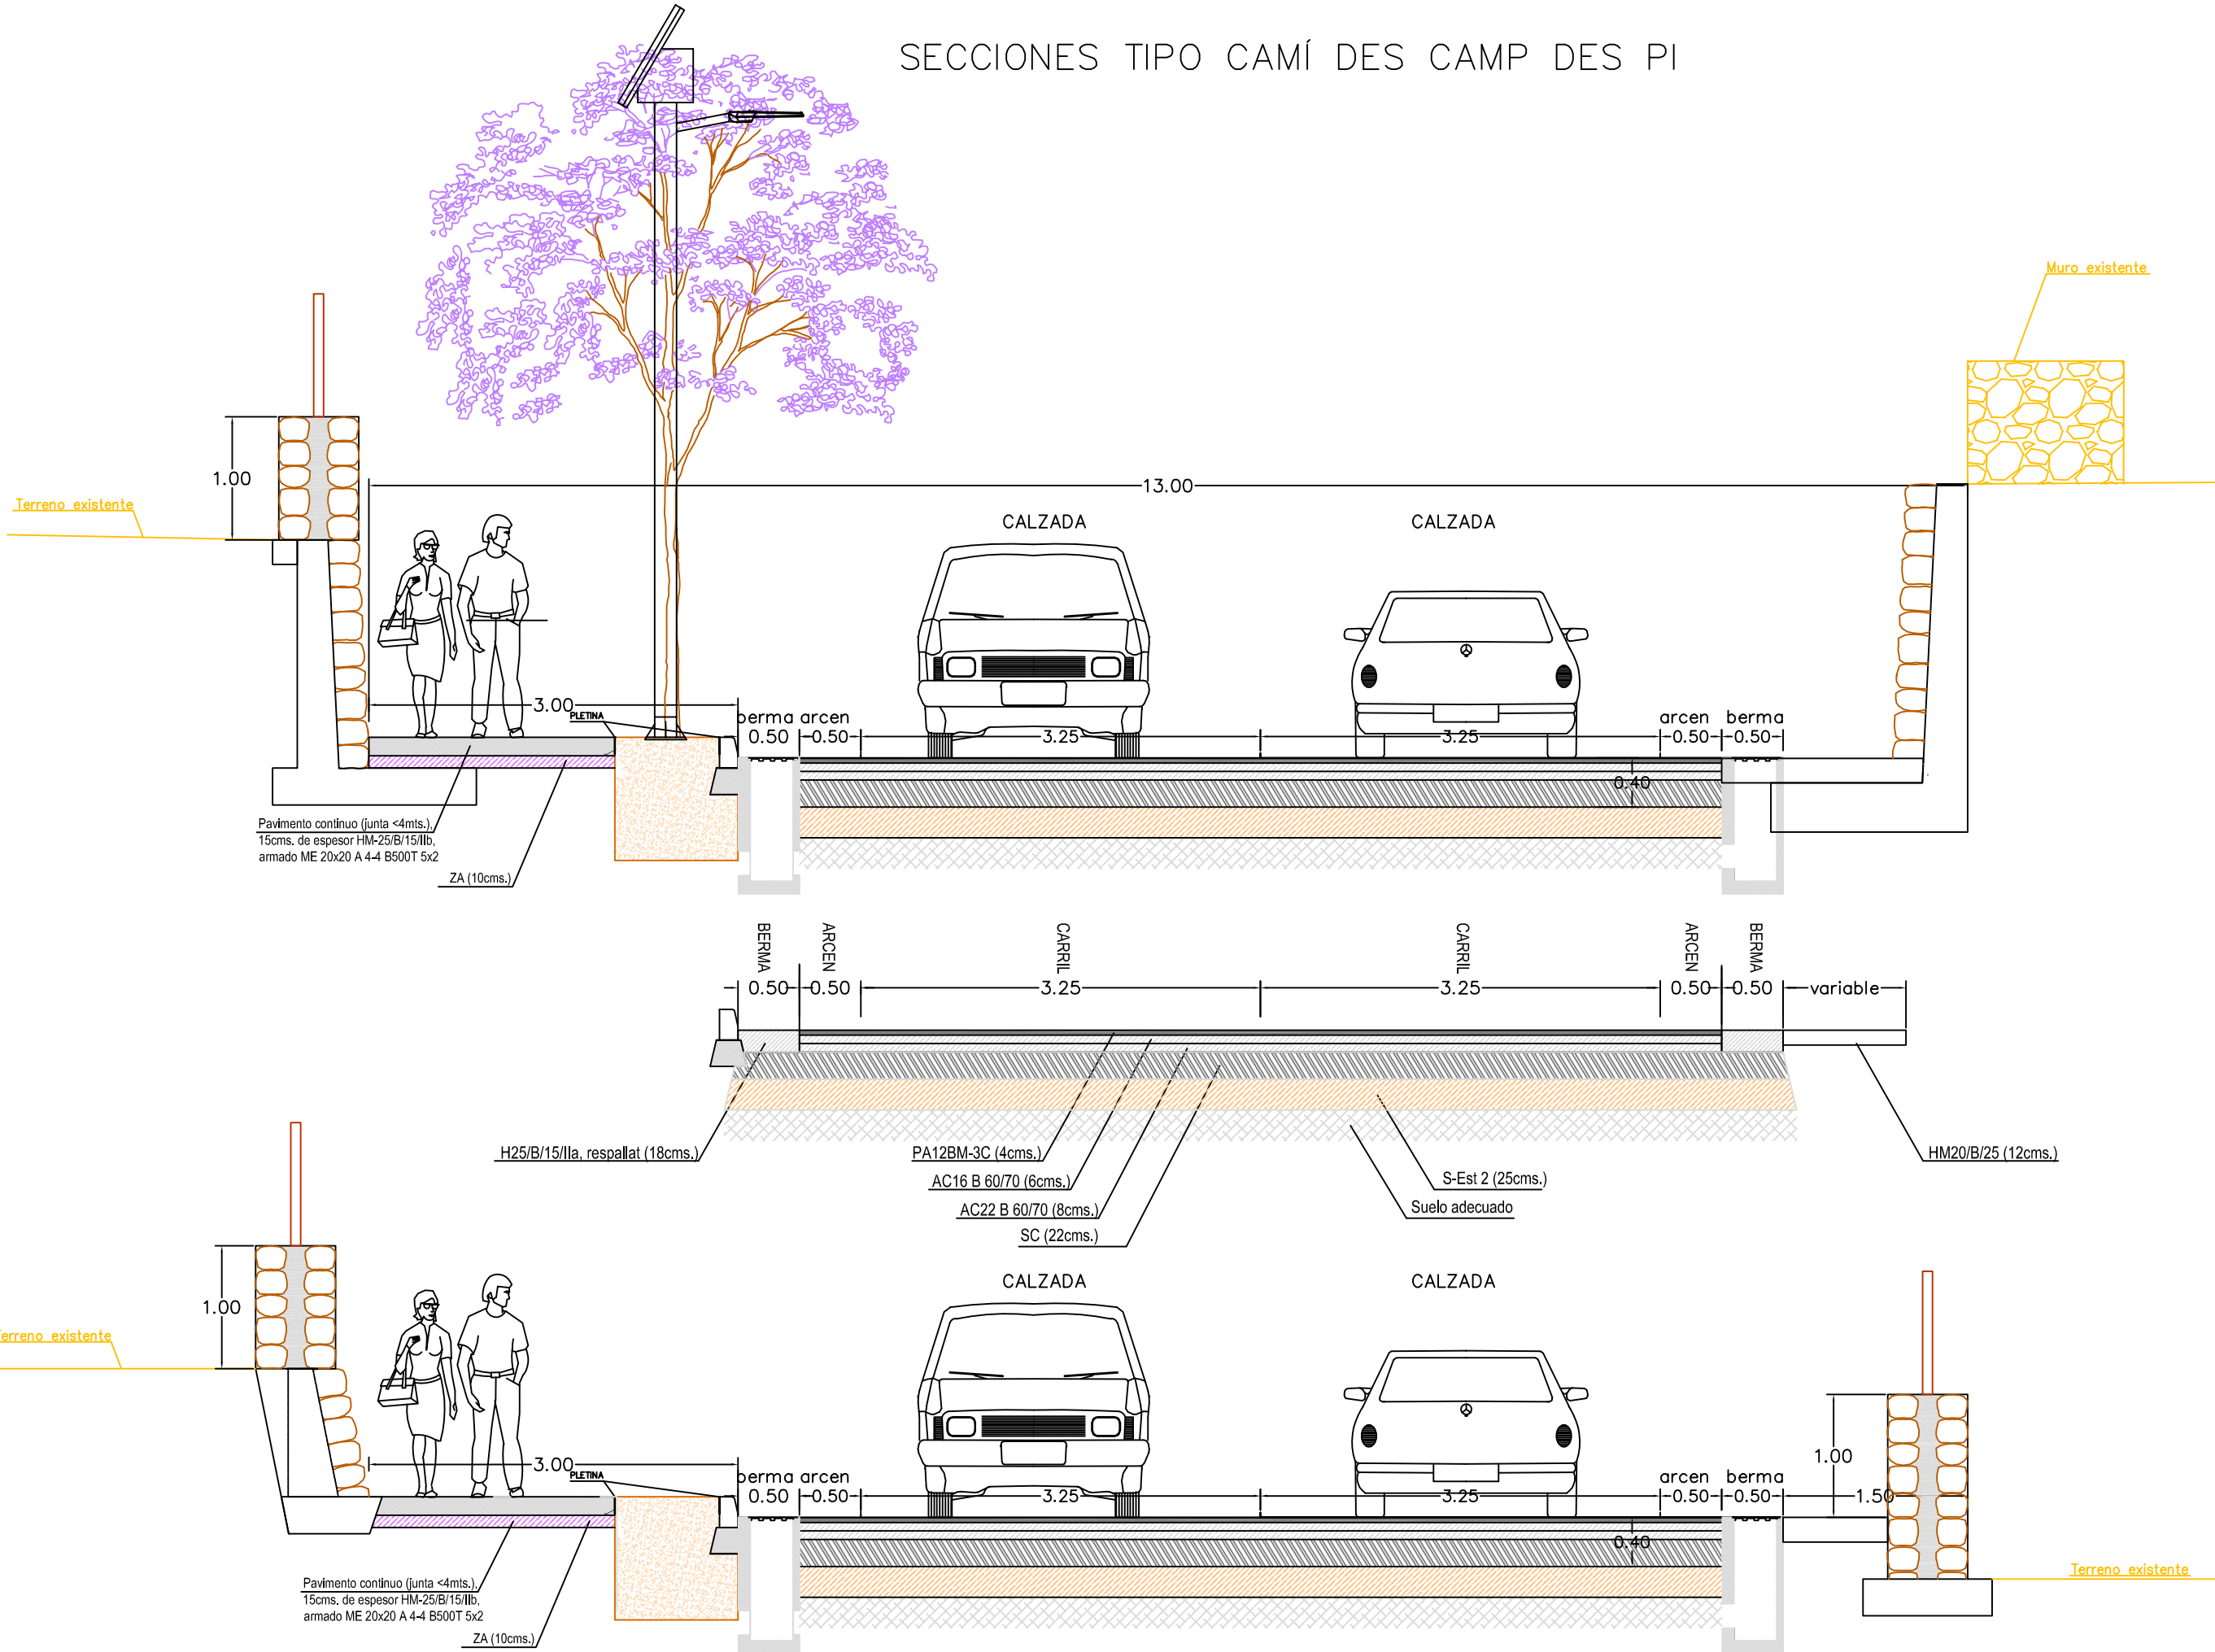 SECCIONES TIPO CAMÍ DES CAMP DES PI
Muro existente
1.00
Terreno existente
13.00
CALZADA
CALZADA
3.00
PLETINA
berma arcen
0.50 0.50 3.25 3.25
arcen berma
0.50 0.50
0.40
Pavimento continuo (junta <4mts.),
15cms. de espesor HM-25/B/15/IIb,
armado ME 20x20 A 4-4 B500T 5x2
ZA (10cms.)
BERMA ARCEN CARRIL CARRIL ARCEN BERMA
0.50 0.50 3.25 3.25 0.50 0.50 variable
H25/B/15/IIa, respallat (18cms.)
PA12BM-3C (4cms.)
HM20/B/25 (12cms.)
AC16 B 60/70 (6cms.)
S-Est 2 (25cms.)
AC22 B 60/70 (8cms.)
Suelo adecuado
SC (22cms.)
CALZADA
CALZADA
1.00
Terreno existente
3.00
PLETINA
berma arcen
0.50 0.50 3.25 3.25
arcen berma
0.50 0.50 1.50
1.00
0.40
Terreno existente
Pavimento continuo (junta <4mts.),
15cms. de espesor HM-25/B/15/IIb,
armado ME 20x20 A 4-4 B500T 5x2
ZA (10cms.)